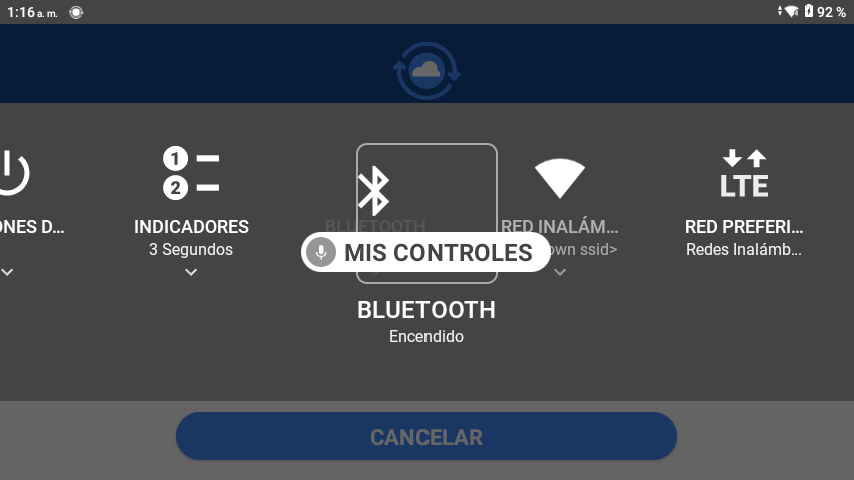 1:16 a. m.
92 %
ONES D...
INDICADORES
3 Segundos
BLUETOOTH
RED INALÁM...
own ssid>
RED PREFERI...
Redes Inalámb...
LTE
MIS CONTROLES
BLUETOOTH
Encendido
CANCELAR